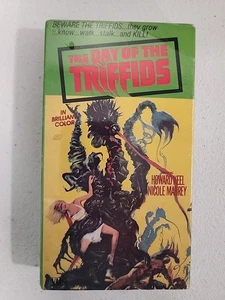 BEWARE THE TRIFFIDS...they grow
...know...walk...stalk...and KILL!
THE DAY OF THE
TRIFFIDS
IN
BRILLIANT
COLOR
HOWARD KEEL
NICOLE MAUREY